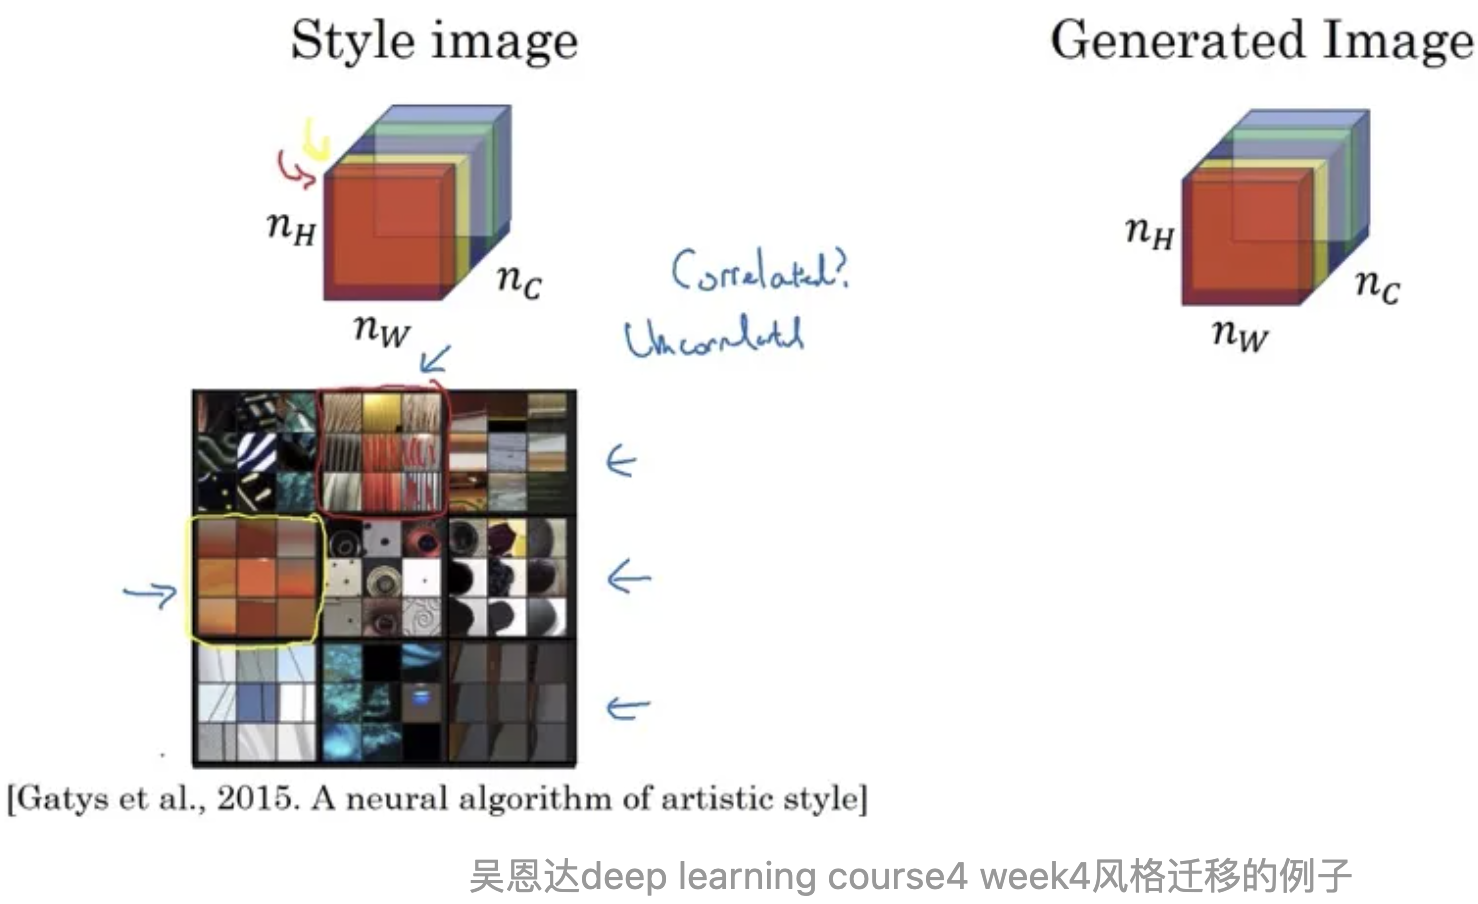 Style image
Generated Image
n_H
n_C
n_W
n_H
n_C
n_W
Correlated?
Uncorrelated
[Gatys et al., 2015. A neural algorithm of artistic style]
吴恩达deep learning course4 week4风格迁移的例子